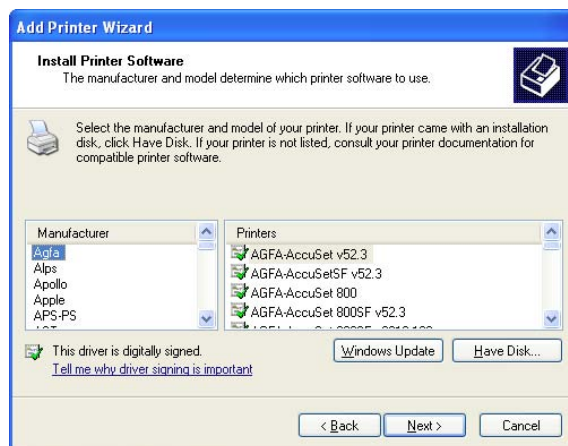 Add Printer Wizard
Install Printer Software
The manufacturer and model determine which printer software to use.
Select the manufacturer and model of your printer. If your printer came with an installation
disk, click Have Disk. If your printer is not listed, consult your printer documentation for
compatible printer software.
Manufacturer
Agfa
Alps
Apollo
Apple
APS-PS
Printers
AGFA-AccuSet v52.3
AGFA-AccuSetSF v52.3
AGFA-AccuSet 800
AGFA-AccuSet 800SF v52.3
This driver is digitally signed.
Tell me why driver signing is important
Windows Update
Have Disk...
< Back
Next >
Cancel